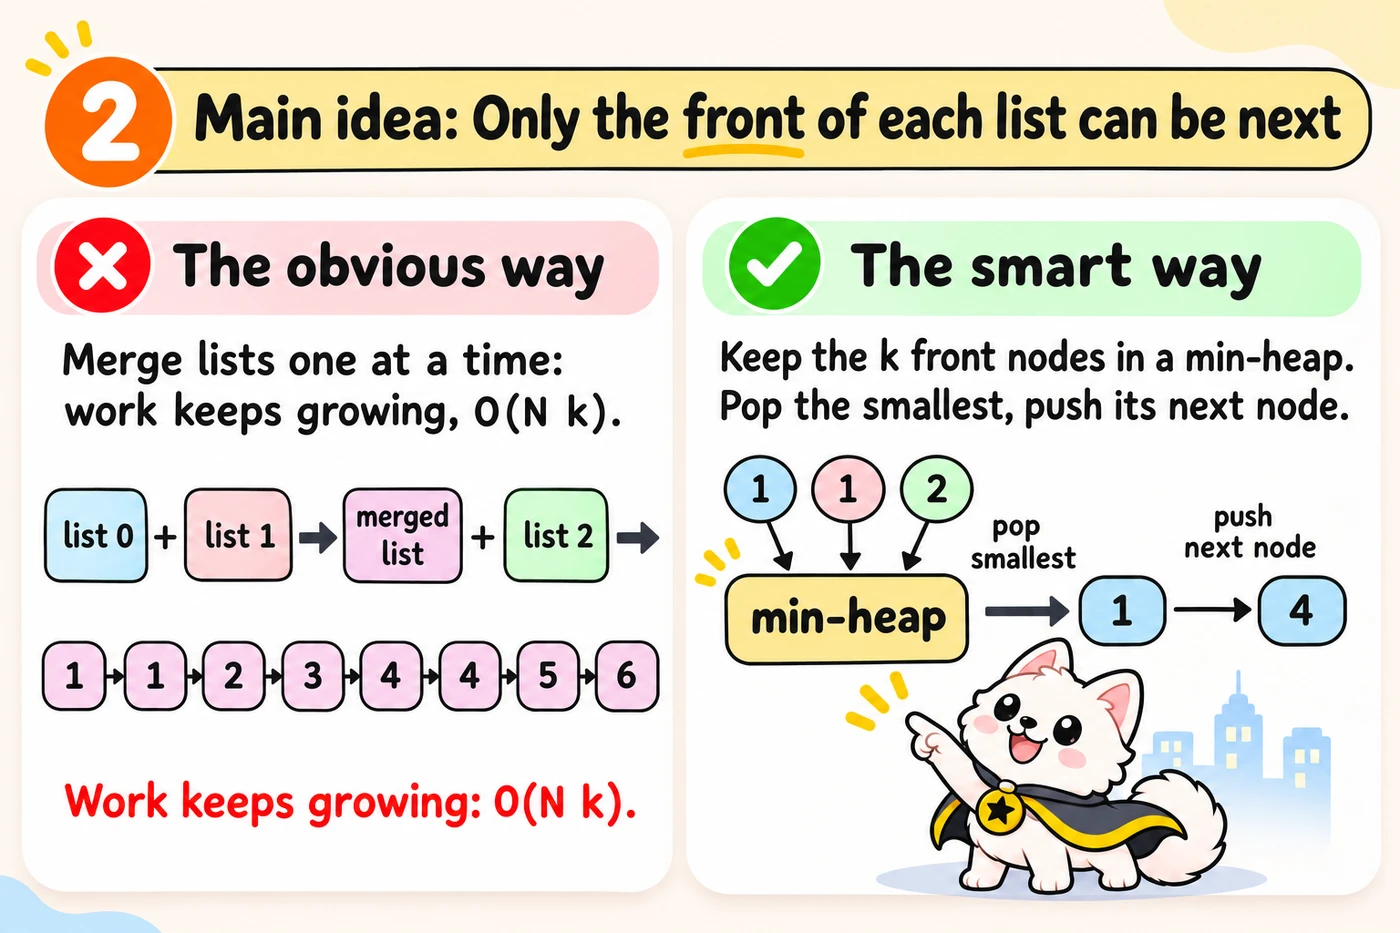 2
Main idea: Only the front of each list can be next
The obvious way
Merge lists one at a time:
work keeps growing, O(N k).
list 0 + list 1 merged list + list 2
1 1 2 3 4 4 5 6
Work keeps growing: O(N k).
The smart way
Keep the k front nodes in a min-heap.
Pop the smallest, push its next node.
1 1 2
min-heap
pop
smallest
1
push
next node
4